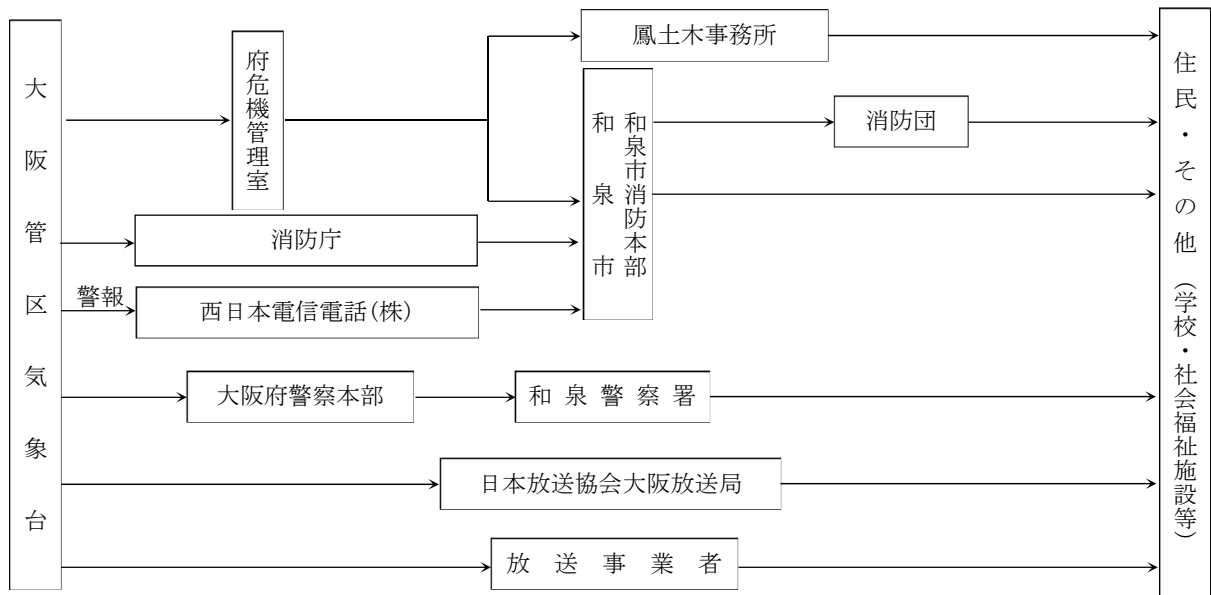 大阪管区気象台
府危機管理室
鳳土木事務所
和泉市
和泉市消防本部
消防団
消防庁
警報
西日本電信電話(株)
大阪府警察本部
和泉警察署
日本放送協会大阪放送局
放送事業者
住民・その他(学校・社会福祉施設等)